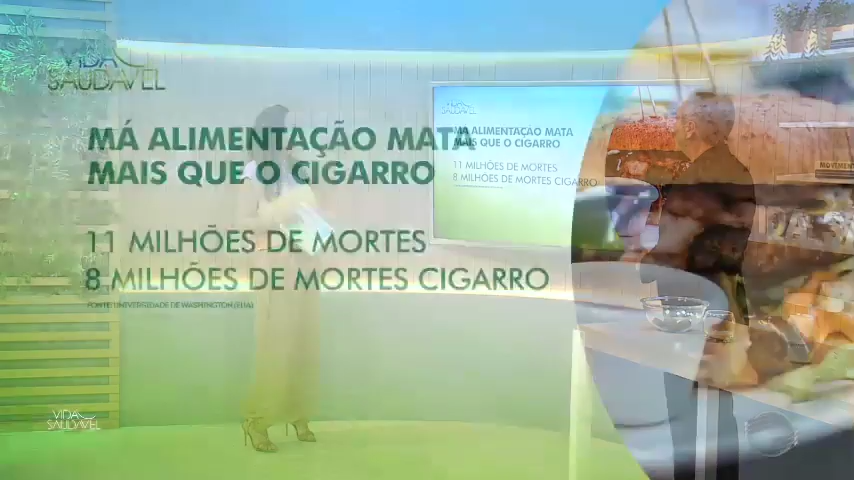 VIDA
SAUDÁVEL
MÁ ALIMENTAÇÃO MATA
MAIS QUE O CIGARRO
11 MILHÕES DE MORTES
8 MILHÕES DE MORTES CIGARRO
FONTE: UNIVERSIDADE DE WASHINGTON (EUA)
SAUDÁVEL
MÁ ALIMENTAÇÃO MATA
MAIS QUE O CIGARRO
11 MILHÕES DE MORTES
8 MILHÕES DE MORTES CIGARRO
VIDA
SAUDÁVEL